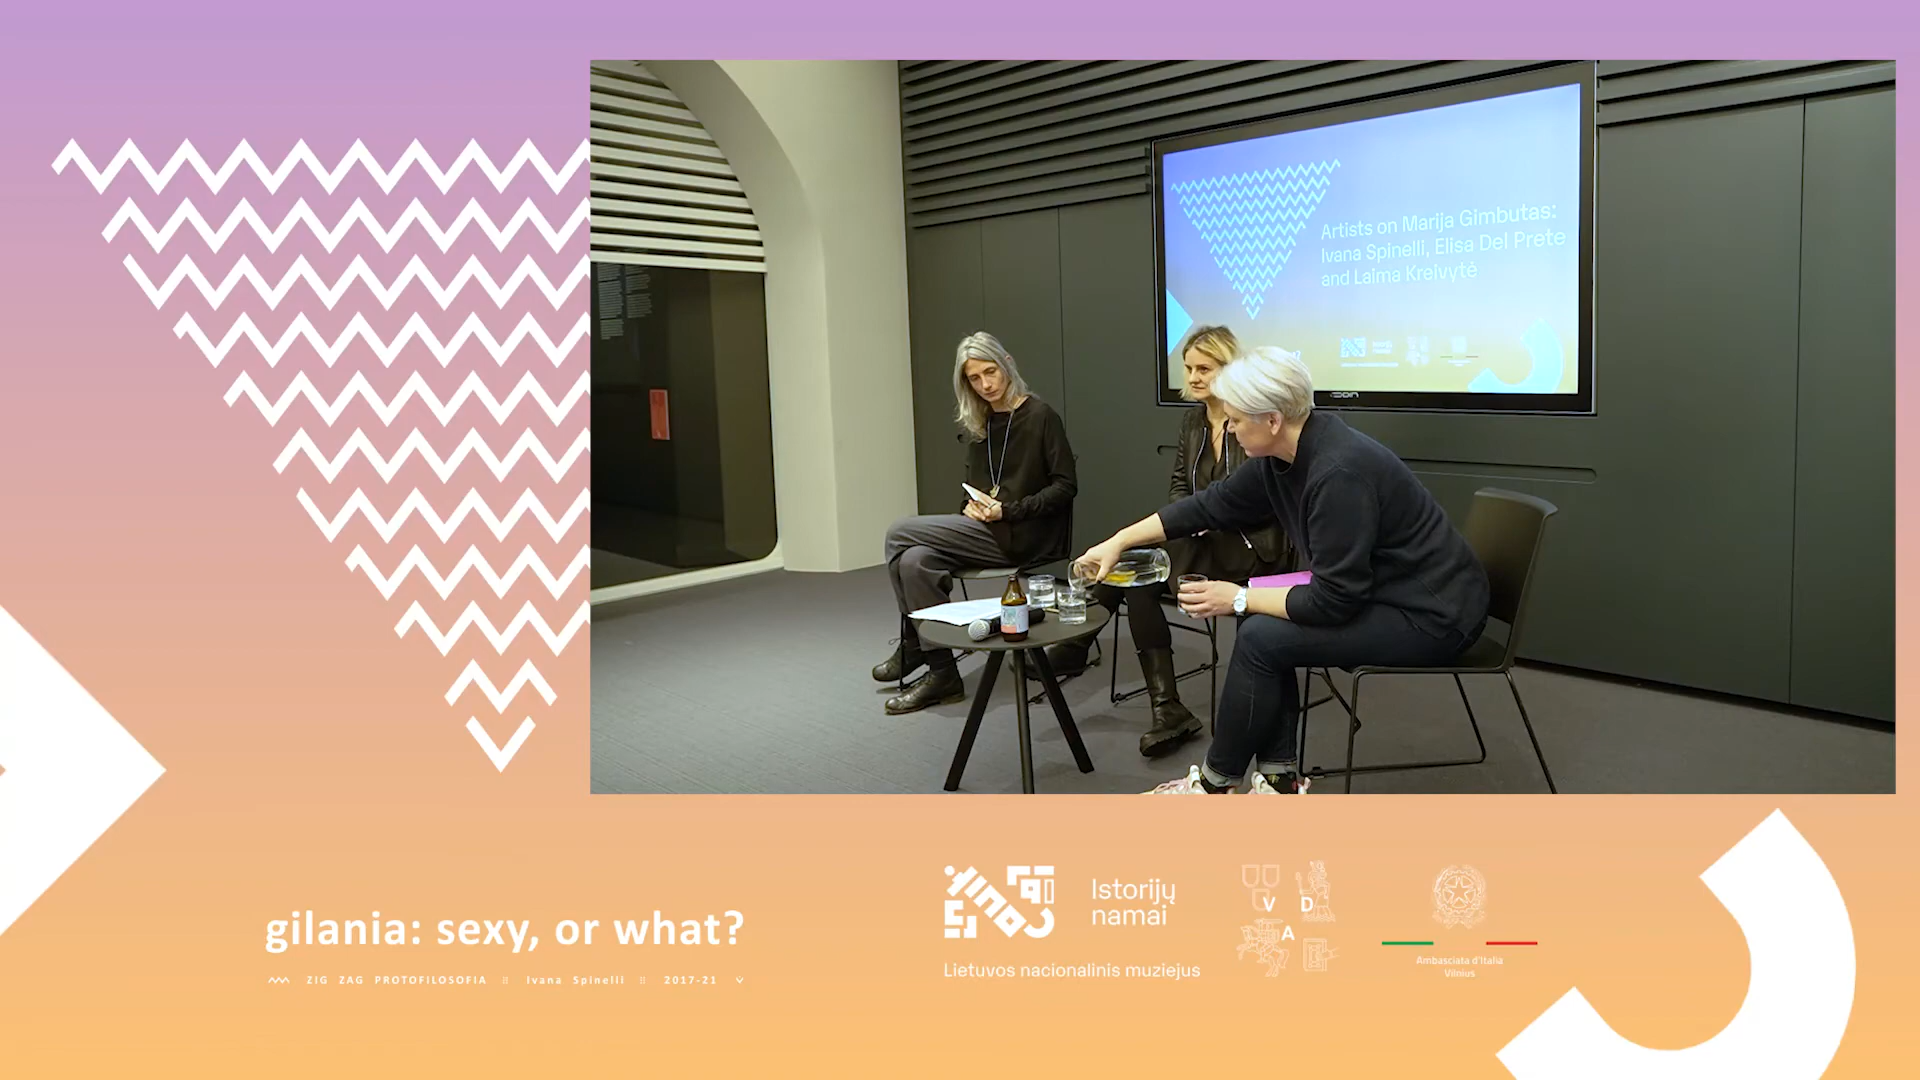 Artists on Marija Gimbutas:
Ivana Spinelli, Elisa Del Prete
and Laima Kreivytė
gilania: sexy, or what?
ZIG ZAG PROTOFILOSOFIA :: Ivana Spinelli :: 2017-21
Istorijų
namai
Lietuvos nacionalinis muziejus
V D
A
Ambasciata d'Italia
Vilnius